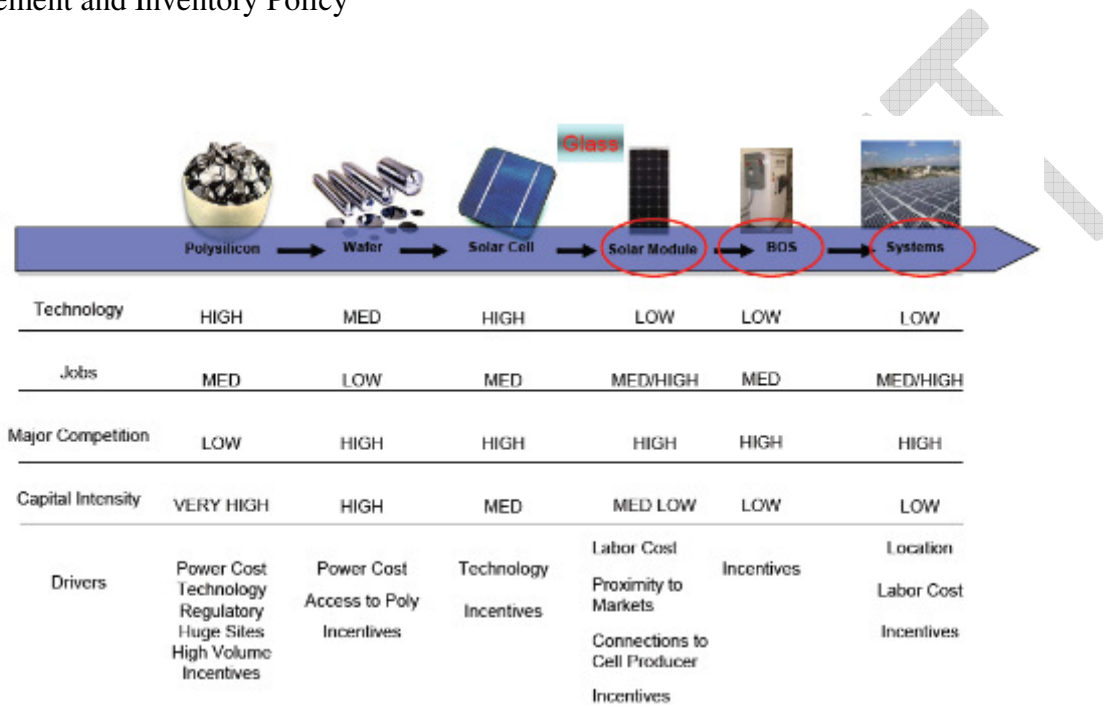 ement and Inventory Policy
Glass
Polysilicon Wafer Solar Cell Solar Module BOS Systems
Technology HIGH MED HIGH LOW LOW LOW
Jobs MED LOW MED MED/HIGH MED MED/HIGH
Major Competition LOW HIGH HIGH HIGH HIGH HIGH
Capital Intensity VERY HIGH HIGH MED MED LOW LOW LOW
Drivers
Power Cost
Technology
Regulatory
Huge Sites
High Volume
Incentives
Power Cost
Access to Poly
Incentives
Technology
Incentives
Labor Cost
Proximity to
Markets
Connections to
Cell Producer
Incentives
Incentives
Location
Labor Cost
Incentives